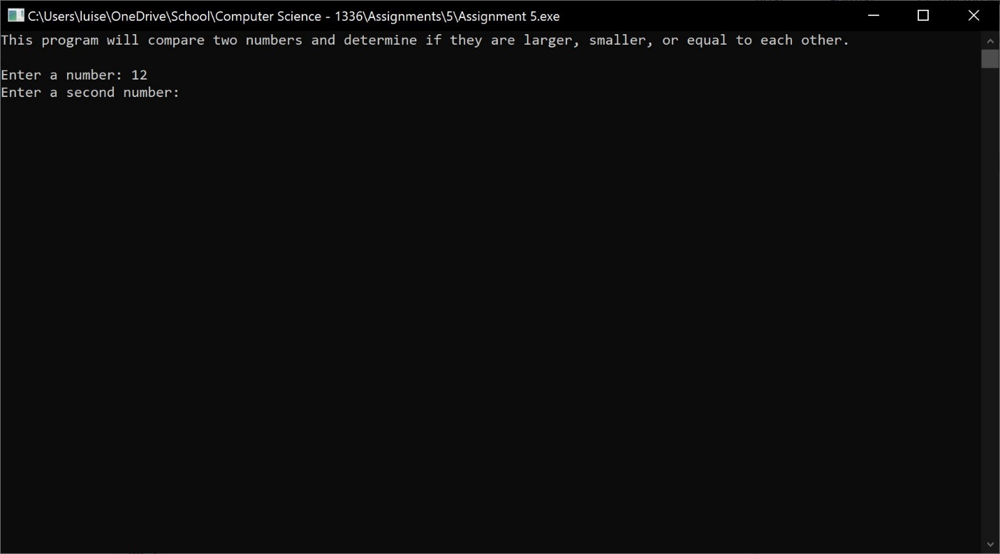 C:\Users\luise\OneDrive\School\Computer Science - 1336\Assignments\5\Assignment 5.exe
This program will compare two numbers and determine if they are larger, smaller, or equal to each other.
Enter a number: 12
Enter a second number: